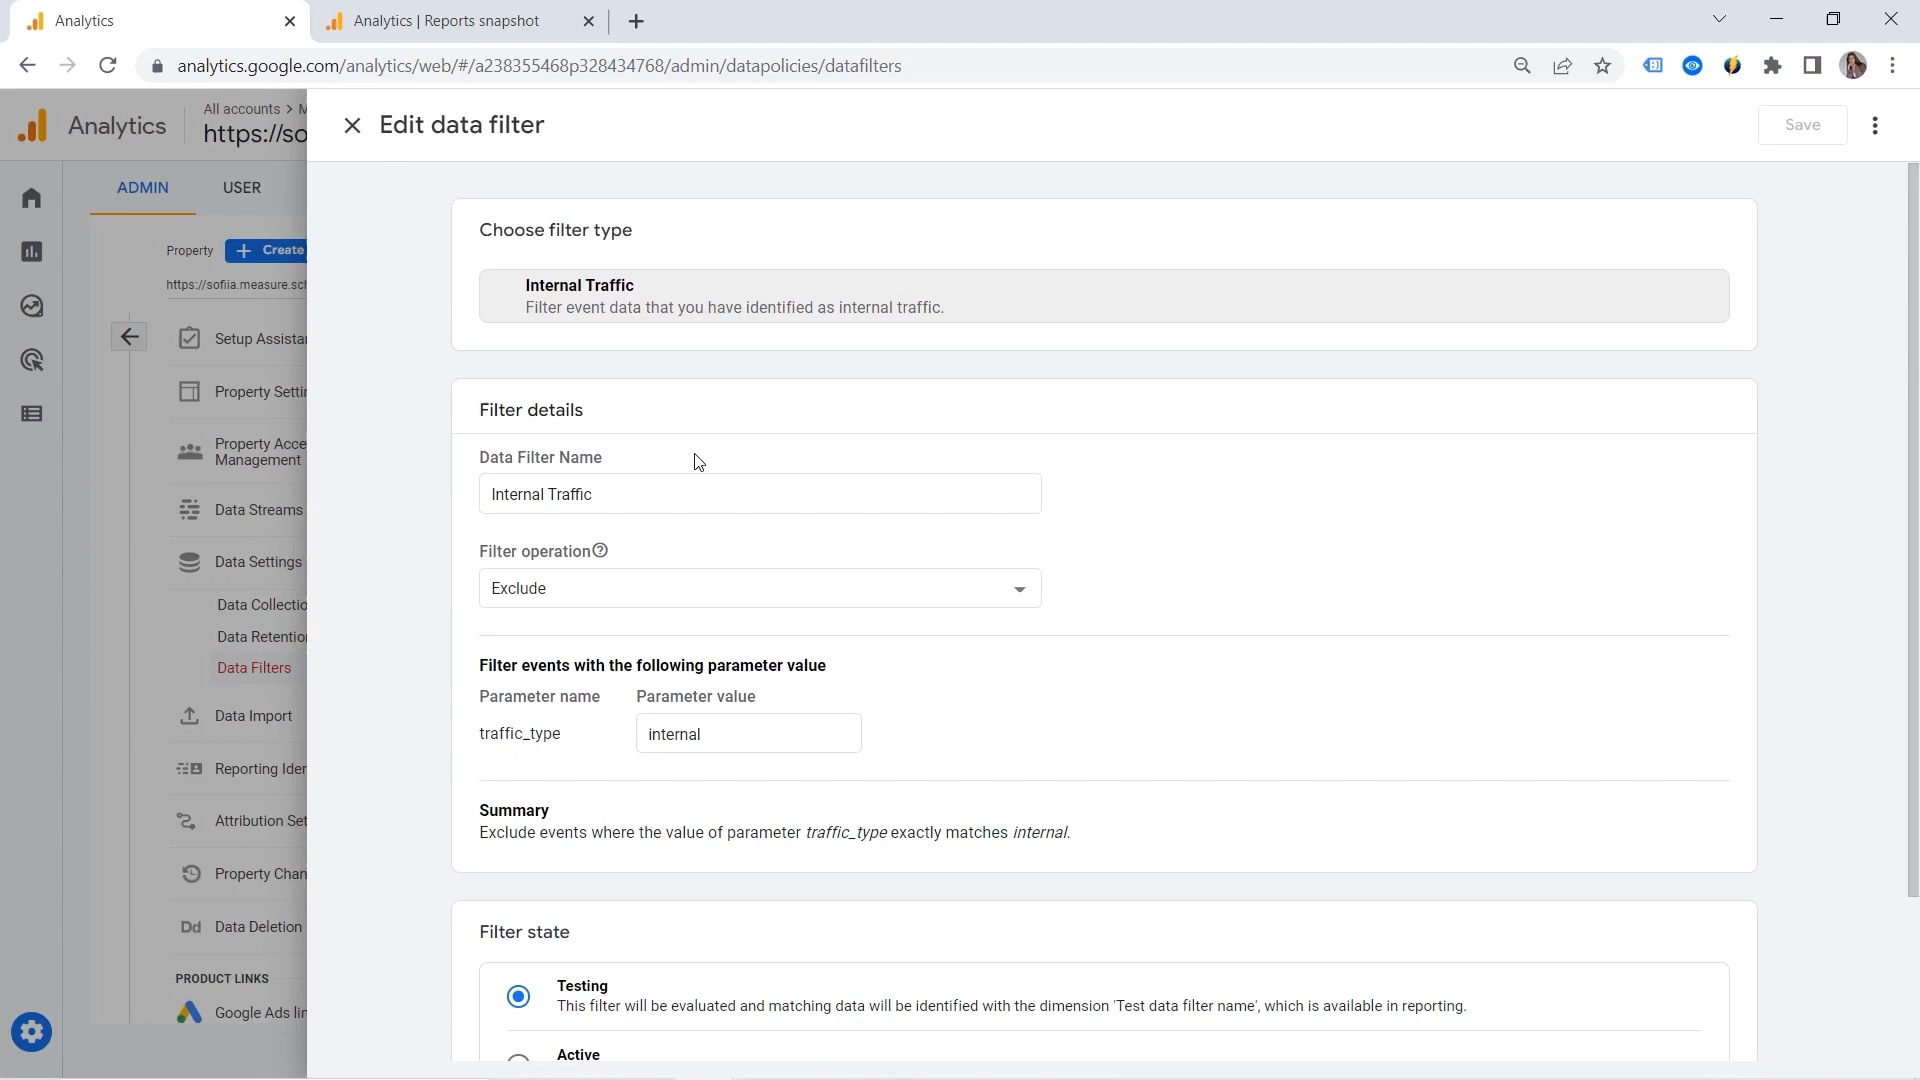 Analytics
Analytics | Reports snapshot
analytics.google.com/analytics/web/#/a238355468p328434768/admin/datapolicies/datafilters
Analytics
All accounts > M
https://so
Edit data filter
Save
ADMIN
USER
Property
Create
https://sofiia.measure.sch
Setup Assistan
Property Settin
Property Acce
Management
Data Streams
Data Settings
Data Collectio
Data Retention
Data Filters
Data Import
Reporting Iden
Attribution Set
Property Chan
Dd Data Deletion
PRODUCT LINKS
Google Ads lin
Choose filter type
Internal Traffic
Filter event data that you have identified as internal traffic.
Filter details
Data Filter Name
Internal Traffic
Filter operation
Exclude
Filter events with the following parameter value
Parameter name Parameter value
traffic_type internal
Summary
Exclude events where the value of parameter traffic_type exactly matches internal.
Filter state
Testing
This filter will be evaluated and matching data will be identified with the dimension 'Test data filter name', which is available in reporting.
Active